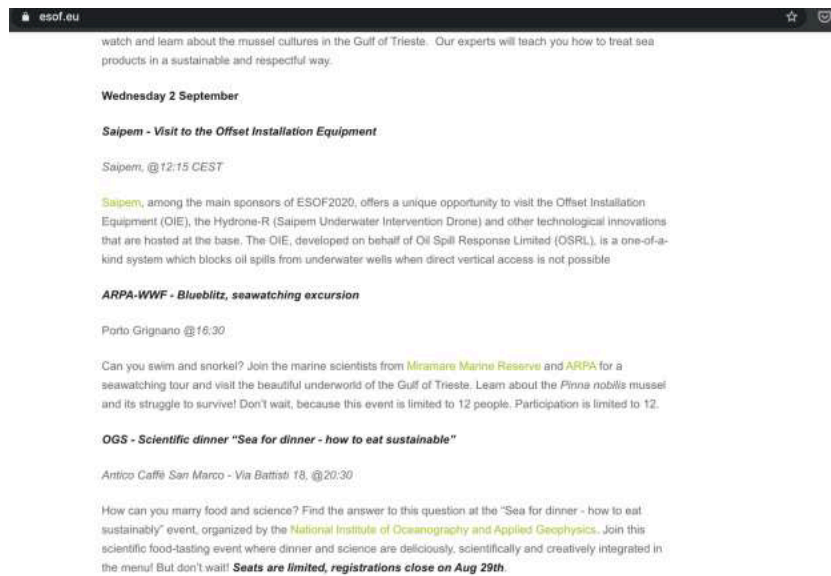 esof.eu
watch and learn about the mussel cultures in the Gulf of Trieste. Our experts will teach you how to treat sea
products in a sustainable and respectful way.
Wednesday 2 September
Saipem - Visit to the Offset Installation Equipment
Saipem, @12:15 CEST
Saipem, among the main sponsors of ESOF2020, offers a unique opportunity to visit the Offset Installation
Equipment (OIE), the Hydrone-R (Saipem Underwater Intervention Drone) and other technological innovations
that are hosted at the base. The OIE, developed on behalf of Oil Spill Response Limited (OSRL), is a one-of-a-
kind system which blocks oil spills from underwater wells when direct vertical access is not possible
ARPA-WWF - Blueblitz, seawatching excursion
Porto Grignano @16:30
Can you swim and snorkel? Join the marine scientists from Miramare Marine Reserve and ARPA for a
seawatching tour and visit the beautiful underworld of the Gulf of Trieste. Learn about the Pinna nobilis mussel
and its struggle to survive! Don't wait, because this event is limited to 12 people. Participation is limited to 12.
OGS - Scientific dinner “Sea for dinner - how to eat sustainable”
Antico Caffè San Marco - Via Battisti 18, @20:30
How can you marry food and science? Find the answer to this question at the “Sea for dinner - how to eat
sustainably” event, organized by the National Institute of Oceanography and Applied Geophysics. Join this
scientific food-tasting event where dinner and science are deliciously, scientifically and creatively integrated in
the menu! But don't wait! Seats are limited, registrations close on Aug 29th.